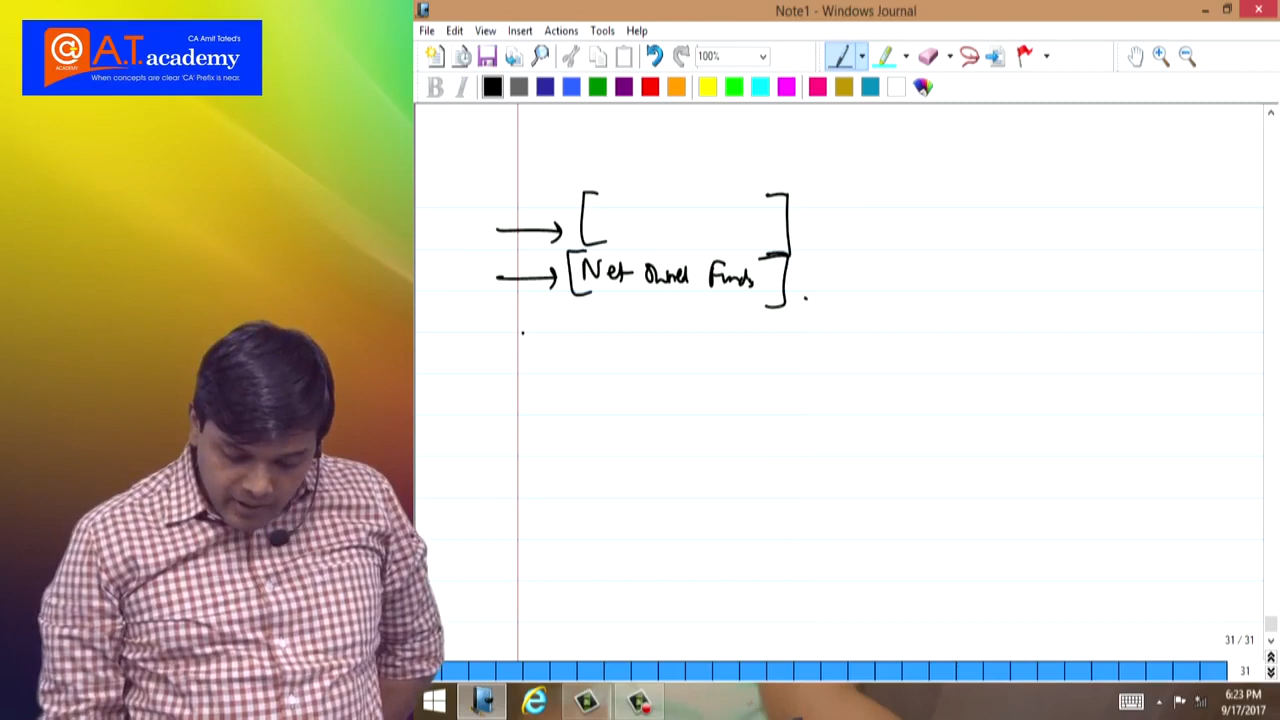 CA Amit Tated's
@ A.T. academy
ACADEMY
When concepts are clear 'CA' Prefix is near.
Note1 - Windows Journal
File Edit View Insert Actions Tools Help
100%
B I
[ ]
[Net owned Funds]
31 / 31
31
6:23 PM
9/17/2017